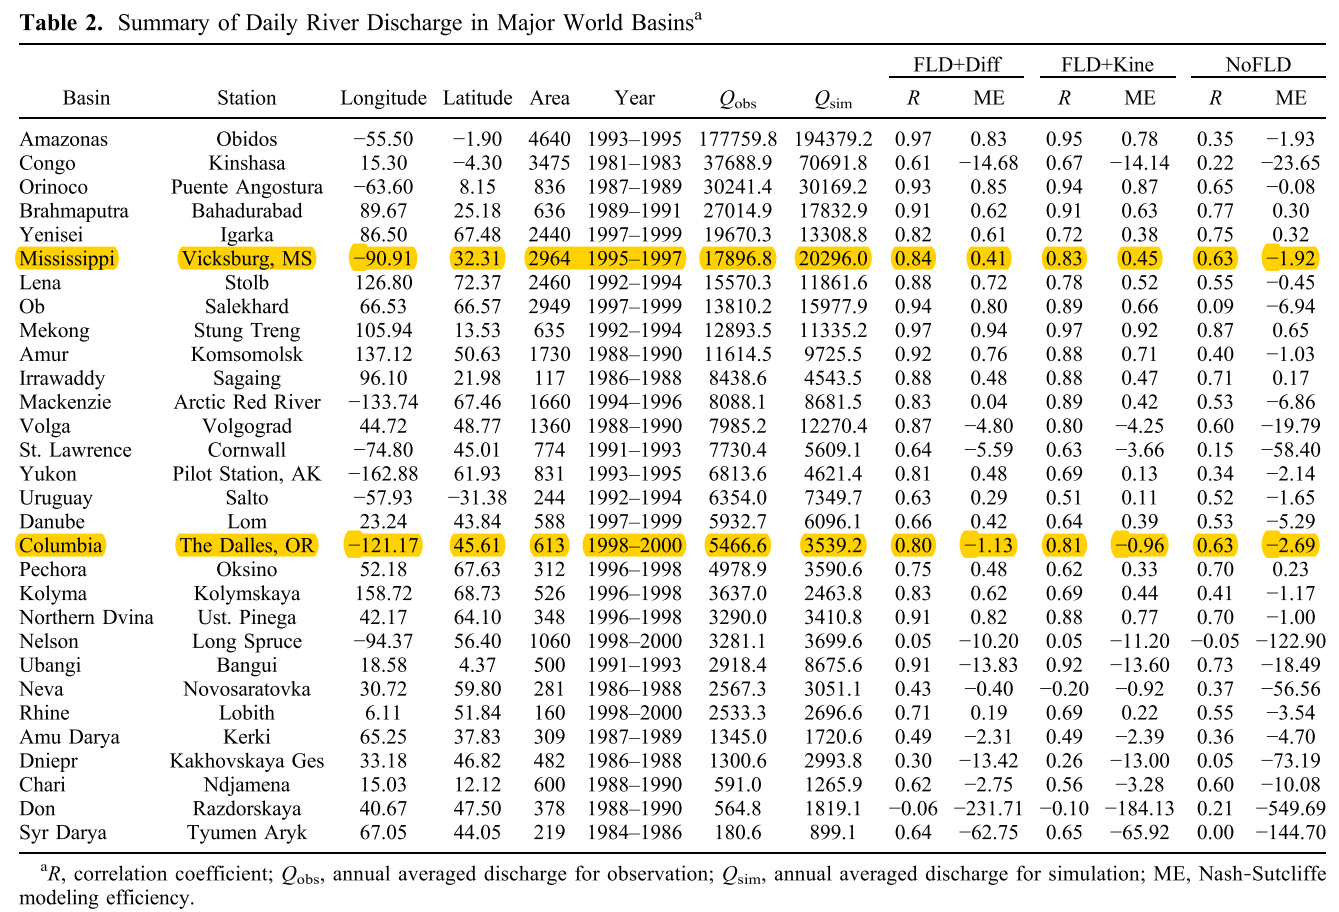 Table 2. Summary of Daily River Discharge in Major World Basinsa
FLD+Diff FLD+Kine NoFLD
Basin Station Longitude Latitude Area Year Qobs Qsim R ME R ME R ME
Amazonas Obidos −55.50 −1.90 4640 1993–1995 177759.8 194379.2 0.97 0.83 0.95 0.78 0.35 −1.93
Congo Kinshasa 15.30 −4.30 3475 1981–1983 37688.9 70691.8 0.61 −14.68 0.67 −14.14 0.22 −23.65
Orinoco Puente Angostura −63.60 8.15 836 1987–1989 30241.4 30169.2 0.93 0.85 0.94 0.87 0.65 −0.08
Brahmaputra Bahadurabad 89.67 25.18 636 1989–1991 27014.9 17832.9 0.91 0.62 0.91 0.63 0.77 0.30
Yenisei Igarka 86.50 67.48 2440 1997–1999 19670.3 13308.8 0.82 0.61 0.72 0.38 0.75 0.32
Mississippi Vicksburg, MS −90.91 32.31 2964 1995–1997 17896.8 20296.0 0.84 0.41 0.83 0.45 0.63 −1.92
Lena Stolb 126.80 72.37 2460 1992–1994 15570.3 11861.6 0.88 0.72 0.78 0.52 0.55 −0.45
Ob Salekhard 66.53 66.57 2949 1997–1999 13810.2 15977.9 0.94 0.80 0.89 0.66 0.09 −6.94
Mekong Stung Treng 105.94 13.53 635 1992–1994 12893.5 11335.2 0.97 0.94 0.97 0.92 0.87 0.65
Amur Komsomolsk 137.12 50.63 1730 1988–1990 11614.5 9725.5 0.92 0.76 0.88 0.71 0.40 −1.03
Irrawaddy Sagaing 96.10 21.98 117 1986–1988 8438.6 4543.5 0.88 0.48 0.88 0.47 0.71 0.17
Mackenzie Arctic Red River −133.74 67.46 1660 1994–1996 8088.1 8681.5 0.83 0.04 0.89 0.42 0.53 −6.86
Volga Volgograd 44.72 48.77 1360 1988–1990 7985.2 12270.4 0.87 −4.80 0.80 −4.25 0.60 −19.79
St. Lawrence Cornwall −74.80 45.01 774 1991–1993 7730.4 5609.1 0.64 −5.59 0.63 −3.66 0.15 −58.40
Yukon Pilot Station, AK −162.88 61.93 831 1993–1995 6813.6 4621.4 0.81 0.48 0.69 0.13 0.34 −2.14
Uruguay Salto −57.93 −31.38 244 1992–1994 6354.0 7349.7 0.63 0.29 0.51 0.11 0.52 −1.65
Danube Lom 23.24 43.84 588 1997–1999 5932.7 6096.1 0.66 0.42 0.64 0.39 0.53 −5.29
Columbia The Dalles, OR −121.17 45.61 613 1998–2000 5466.6 3539.2 0.80 −1.13 0.81 −0.96 0.63 −2.69
Pechora Oksino 52.18 67.63 312 1996–1998 4978.9 3590.6 0.75 0.48 0.62 0.33 0.70 0.23
Kolyma Kolymskaya 158.72 68.73 526 1996–1998 3637.0 2463.8 0.83 0.62 0.69 0.44 0.41 −1.17
Northern Dvina Ust. Pinega 42.17 64.10 348 1996–1998 3290.0 3410.8 0.91 0.82 0.88 0.77 0.70 −1.00
Nelson Long Spruce −94.37 56.40 1060 1998–2000 3281.1 3699.6 0.05 −10.20 0.05 −11.20 −0.05 −122.90
Ubangi Bangui 18.58 4.37 500 1991–1993 2918.4 8675.6 0.91 −13.83 0.92 −13.60 0.73 −18.49
Neva Novosaratovka 30.72 59.80 281 1986–1988 2567.3 3051.1 0.43 −0.40 −0.20 −0.92 0.37 −56.56
Rhine Lobith 6.11 51.84 160 1998–2000 2533.3 2696.6 0.71 0.19 0.69 0.22 0.55 −3.54
Amu Darya Kerki 65.25 37.83 309 1987–1989 1345.0 1720.6 0.49 −2.31 0.49 −2.39 0.36 −4.70
Dniepr Kakhovskaya Ges 33.18 46.82 482 1986–1988 1300.6 2993.8 0.30 −13.42 0.26 −13.00 0.05 −73.19
Chari Ndjamena 15.03 12.12 600 1988–1990 591.0 1265.9 0.62 −2.75 0.56 −3.28 0.60 −10.08
Don Razdorskaya 40.67 47.50 378 1988–1990 564.8 1819.1 −0.06 −231.71 −0.10 −184.13 0.21 −549.69
Syr Darya Tyumen Aryk 67.05 44.05 219 1984–1986 180.6 899.1 0.64 −62.75 0.65 −65.92 0.00 −144.70
aR, correlation coefficient; Qobs, annual averaged discharge for observation; Qsim, annual averaged discharge for simulation; ME, Nash-Sutcliffe
modeling efficiency.